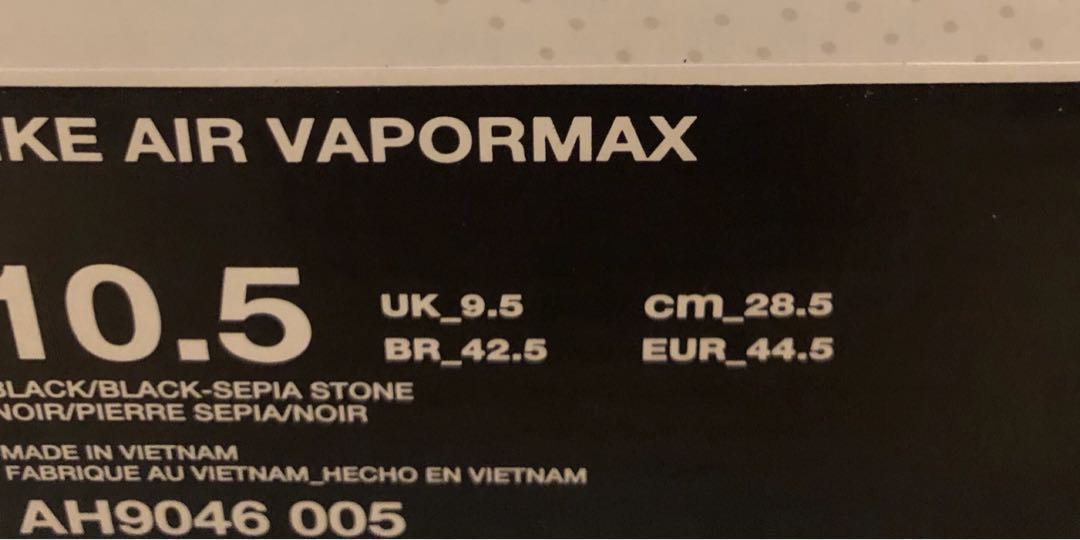 IKE AIR VAPORMAX
10.5
UK_9.5 cm_28.5
BR_42.5 EUR_44.5
BLACK/BLACK-SEPIA STONE
NOIR/PIERRE SEPIA/NOIR
MADE IN VIETNAM
FABRIQUE AU VIETNAM_HECHO EN VIETNAM
AH9046 005